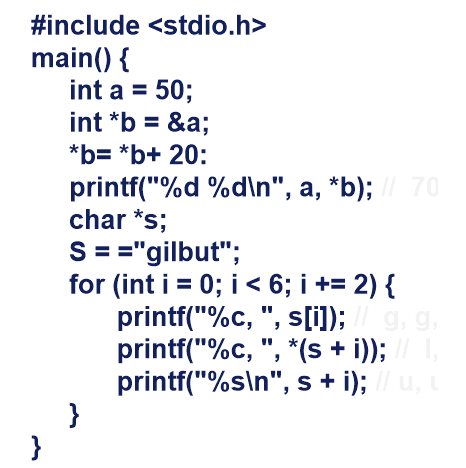 #include <stdio.h>
main() {
int a = 50;
int *b = &a;
*b= *b+ 20:
printf("%d %d\n", a, *b); // 70
char *s;
S = ="gilbut";
for (int i = 0; i < 6; i += 2) {
printf("%c, ", s[i]); // g, g,
printf("%c, ", *(s + i)); // l,
printf("%s\n", s + i); // u, u
}
}